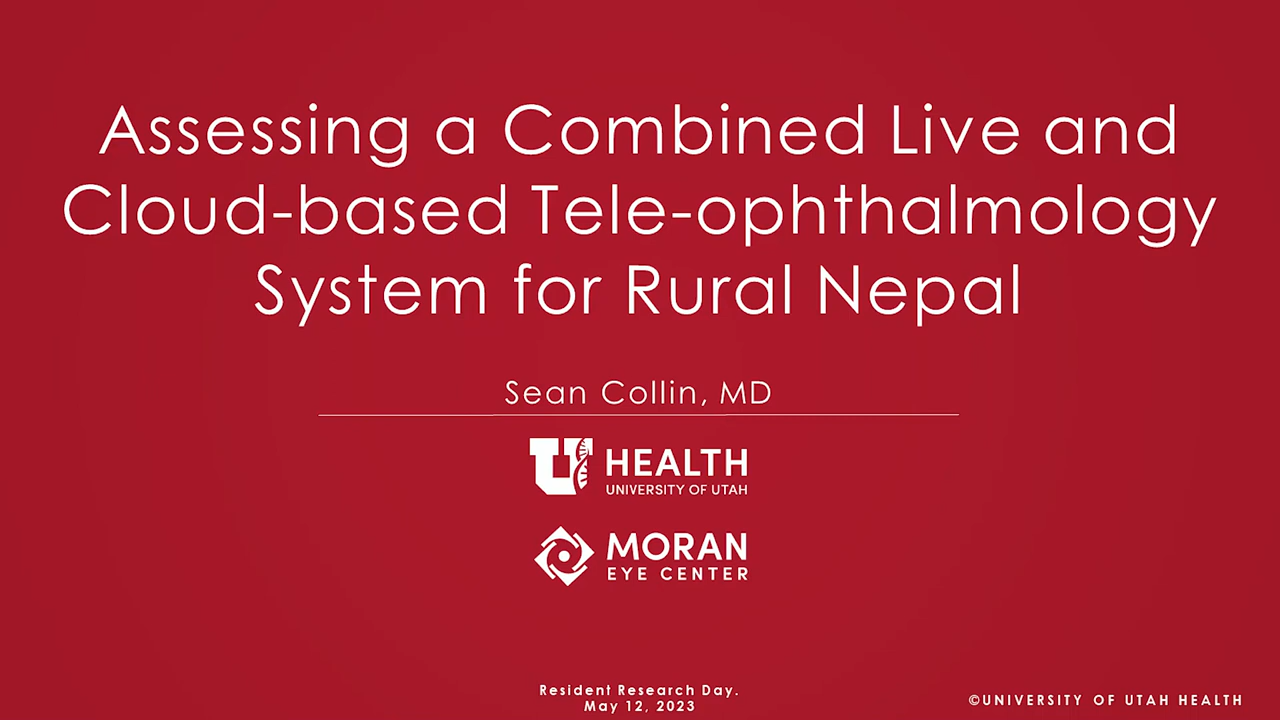 Assessing a Combined Live and
Cloud-based Tele-ophthalmology
System for Rural Nepal
Sean Collin, MD
U HEALTH
UNIVERSITY OF UTAH
MORAN
EYE CENTER
Resident Research Day.
May 12, 2023
©UNIVERSITY OF UTAH HEALTH